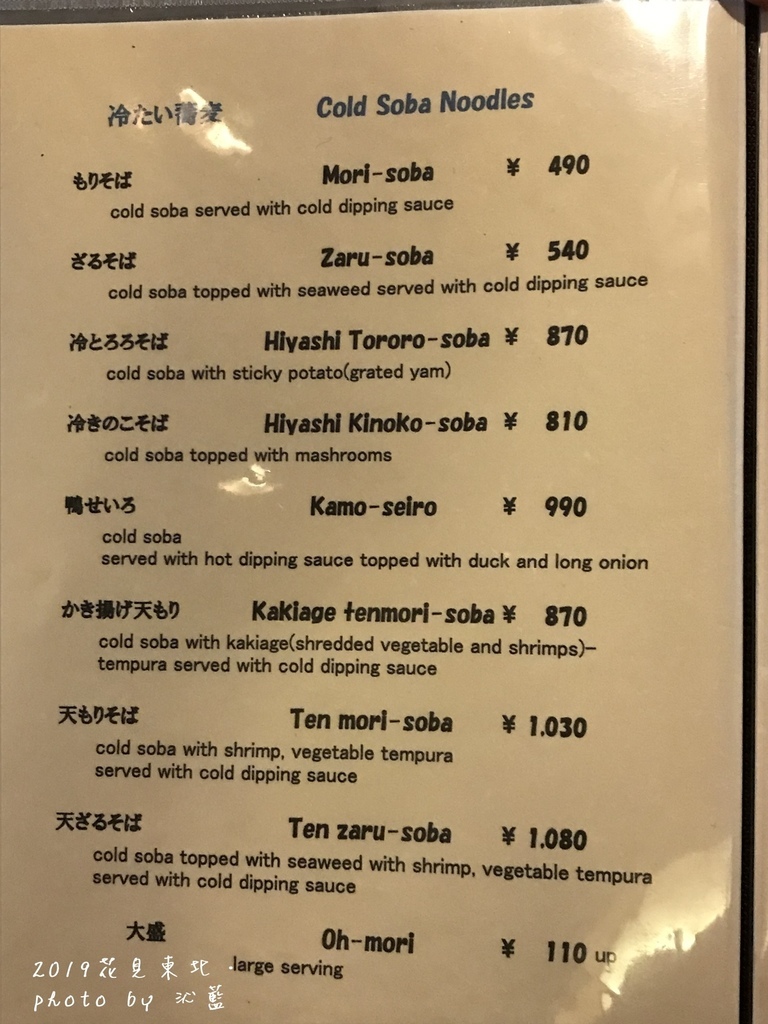 冷たい蕎麦 Cold Soba Noodles
もりそば Mori-soba ¥ 490
cold soba served with cold dipping sauce
ざるそば Zaru-soba ¥ 540
cold soba topped with seaweed served with cold dipping sauce
冷とろろそば Hiyashi Tororo-soba ¥ 870
cold soba with sticky potato(grated yam)
冷きのこそば Hiyashi Kinoko-soba ¥ 810
cold soba topped with mashrooms
鴨せいろ Kamo-seiro ¥ 990
cold soba
served with hot dipping sauce topped with duck and long onion
かき揚げ天もり Kakiage tenmori-soba ¥ 870
cold soba with kakiage(shredded vegetable and shrimps)-
tempura served with cold dipping sauce
天もりそば Ten mori-soba ¥ 1.030
cold soba with shrimp, vegetable tempura
served with cold dipping sauce
天ざるそば Ten zaru-soba ¥ 1.080
cold soba topped with seaweed with shrimp, vegetable tempura
served with cold dipping sauce
大盛 Oh-mori ¥ 110 up
large serving
2019花見東北
photo by 沁藍